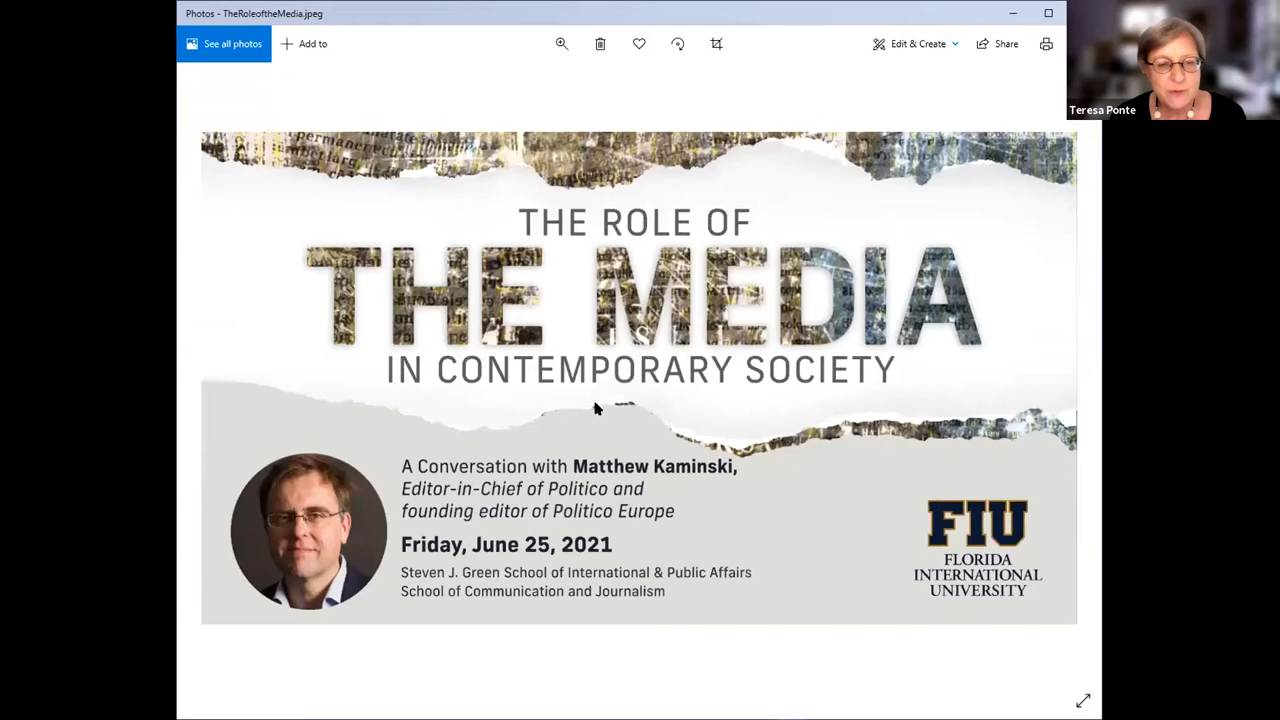 Photos - TheRoleoftheMedia.jpeg
See all photos
Add to
Edit & Create
Share
Teresa Ponte
THE ROLE OF
THE MEDIA
IN CONTEMPORARY SOCIETY
A Conversation with Matthew Kaminski,
Editor-in-Chief of Politico and
founding editor of Politico Europe
Friday, June 25, 2021
Steven J. Green School of International & Public Affairs
School of Communication and Journalism
FIU
FLORIDA
INTERNATIONAL
UNIVERSITY